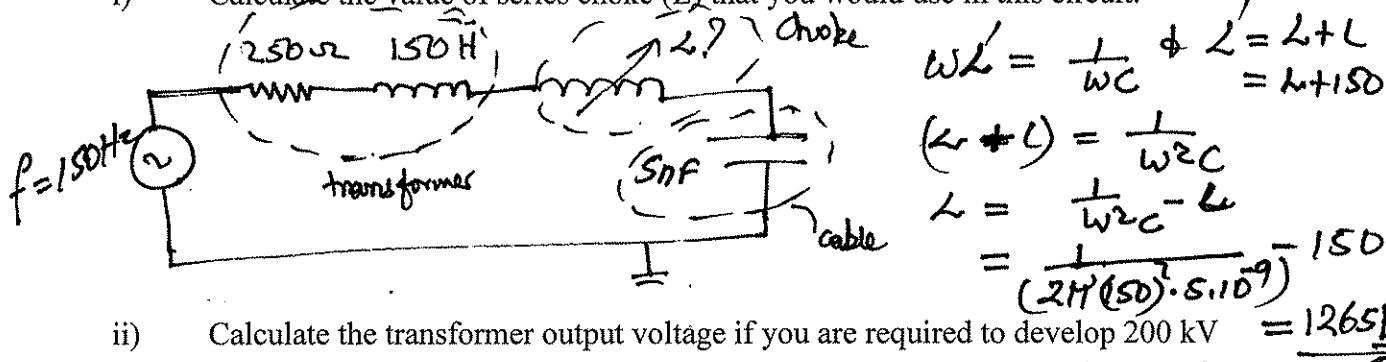 i) Calculate the value of series choke (L) that you would use in this circuit.
250Ω 150H L? choke
f=150Hz
transformer
5nF
cable
ωL' = 1/ωC & L' = L+L
= L+150
(L+L) = 1/ω²C
L = 1/ω²C - L
= 1/(2π(150)²·5·10⁻⁹) - 150
= 1265
ii) Calculate the transformer output voltage if you are required to develop 200 kV